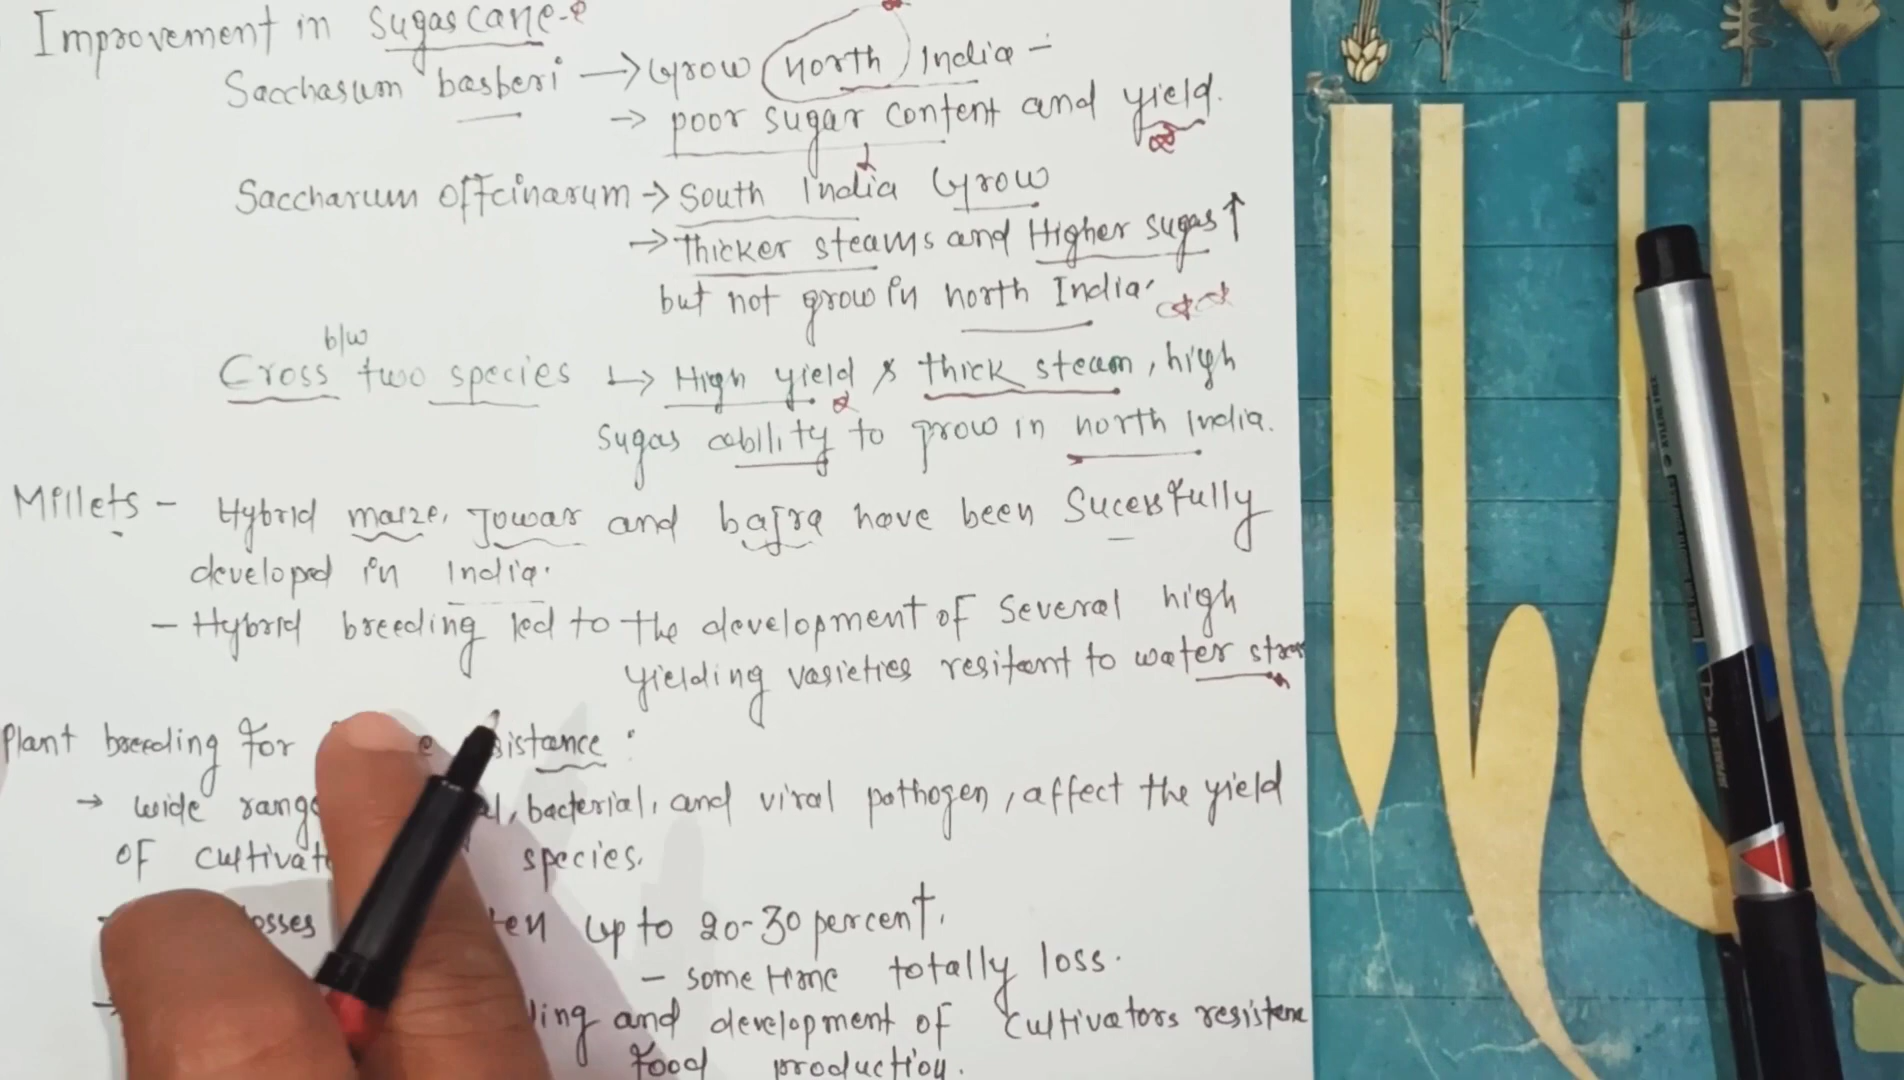 Improvement in Sugarcane -
b/w
Saccharum barberi → Grow north India -
→ poor sugar content and yield.
Saccharum offcinarum → South India Grow
→ Thicker steams and Higher sugar ↑
but not grow in north India.
Cross two species ↳ High yield & thick steam, high
sugar ability to grow in north India.
Millets - Hybrid maize, Jowar and bajra have been Sucessfully
developed in India.
- Hybrid breeding led to the development of several high
yielding varieties resitent to water
Plant breeding for
wide and viral pathogen, affect the yield
bacterial,
of species.
up to 20-30 percent.
- some time totally loss.
and development of cultivators
food production.